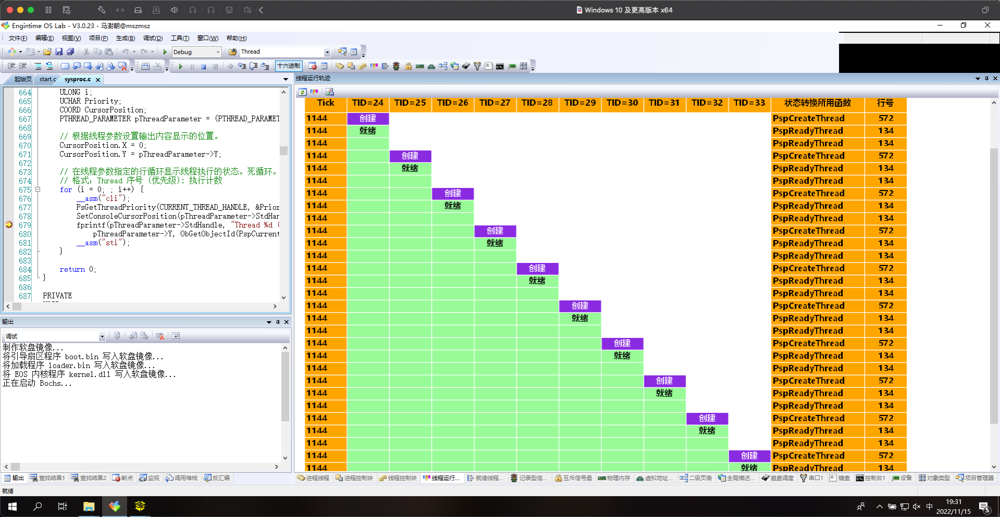 Windows 10 及更高版本 x64
Engintime OS Lab - V3.0.23 - 马澍朝@mszmsz
文件(F) 编辑(E) 视图(V) 项目(P) 生成(B) 调试(D) 工具(T) 窗口(W) 帮助(H)
Debug Thread
十六进制
起始页 start.c sysproc.c
664 ULONG i;
665 UCHAR Priority;
666 COORD CursorPosition;
667 PTHREAD_PARAMETER pThreadParameter = (PTHREAD_PARAMET
668
669 // 根据线程参数设置输出内容显示的位置。
670 CursorPosition.X = 0;
671 CursorPosition.Y = pThreadParameter->Y;
672
673 // 在线程参数指定的行循环显示线程执行的状态。死循环。
674 // 格式：Thread 序号 (优先级): 执行计数
675 for (i = 0; ; i++) {
676 __asm("cli");
677 PsGetThreadPriority(CURRENT_THREAD_HANDLE, &Prior
678 SetConsoleCursorPosition(pThreadParameter->StdHan
679 fprintf(pThreadParameter->StdHandle, "Thread %d (
680 pThreadParameter->Y, ObGetObjectId(PspCurrent
681 __asm("sti");
682 }
683
684 return 0;
685 }
686
687 PRIVATE
输出
调试
制作软盘镜像...
将引导扇区程序 boot.bin 写入软盘镜像...
将加载程序 loader.bin 写入软盘镜像...
将 EOS 内核程序 kernel.dll 写入软盘镜像...
正在启动 Bochs...
输出 查找结果1 查找结果2 断点 监视 调用堆栈 反汇编
线程运行轨迹
Tick TID=24 TID=25 TID=26 TID=27 TID=28 TID=29 TID=30 TID=31 TID=32 TID=33 状态转换所用函数 行号
1144 创建 PspCreateThread 572
1144 就绪 PspReadyThread 134
1144 PspReadyThread 134
1144 创建 PspCreateThread 572
1144 就绪 PspReadyThread 134
1144 PspReadyThread 134
1144 创建 PspCreateThread 572
1144 就绪 PspReadyThread 134
1144 PspReadyThread 134
1144 创建 PspCreateThread 572
1144 就绪 PspReadyThread 134
1144 PspReadyThread 134
1144 创建 PspCreateThread 572
1144 就绪 PspReadyThread 134
1144 PspReadyThread 134
1144 创建 PspCreateThread 572
1144 就绪 PspReadyThread 134
1144 PspReadyThread 134
1144 创建 PspCreateThread 572
1144 就绪 PspReadyThread 134
1144 PspReadyThread 134
1144 创建 PspCreateThread 572
1144 就绪 PspReadyThread 134
1144 PspReadyThread 134
1144 创建 PspCreateThread 572
1144 就绪 PspReadyThread 134
1144 PspReadyThread 134
1144 创建 PspCreateThread 572
1144 就绪 PspReadyThread 134
进程线程 进程控制块 线程控制块 线程运行... 就绪线程... 记录型信... 互斥信号量 物理内存 虚拟地址... 二级页表 全局描述... 磁盘调度 串口1 键盘 控制台1 设备 对象类型 项目管理器
就绪
中
19:31
2022/11/15
5